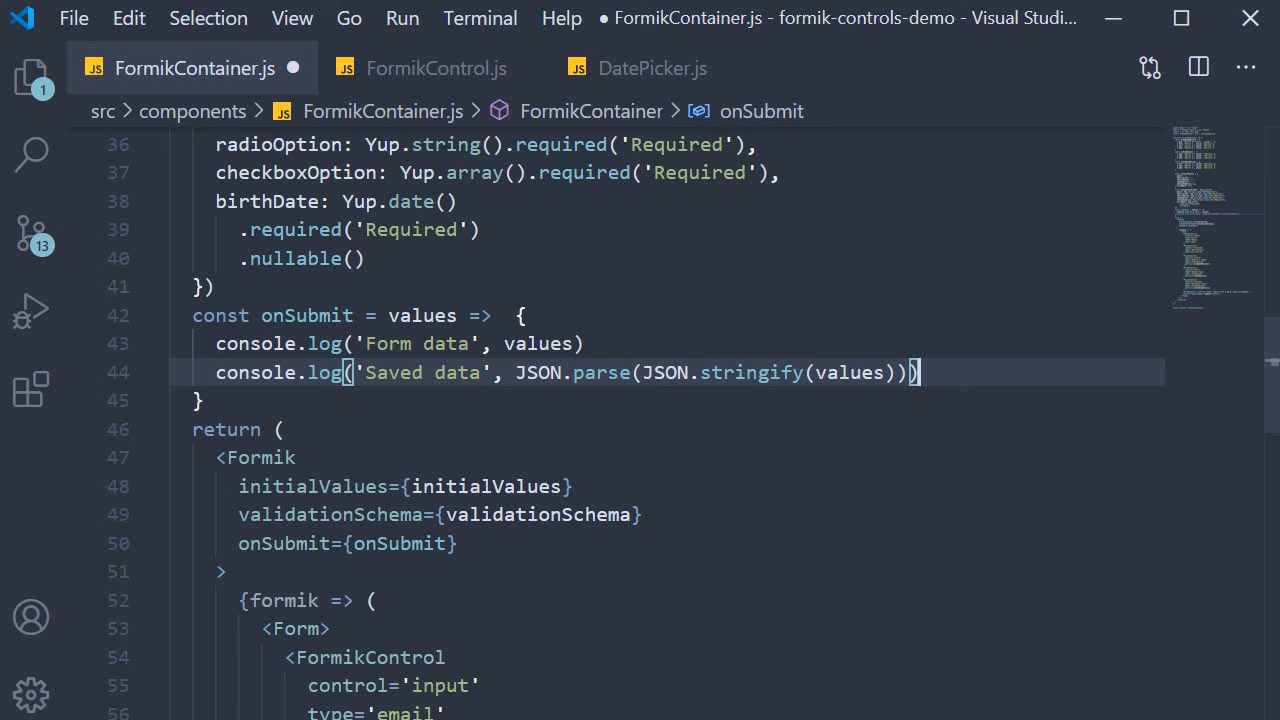 File Edit Selection View Go Run Terminal Help ● FormikContainer.js - formik-controls-demo - Visual Studi...
JS FormikContainer.js ● JS FormikControl.js JS DatePicker.js
src > components > JS FormikContainer.js > FormikContainer > onSubmit
1
13
36 radioOption: Yup.string().required('Required'),
37 checkboxOption: Yup.array().required('Required'),
38 birthDate: Yup.date()
39 .required('Required')
40 .nullable()
41 })
42 const onSubmit = values =>  {
43 console.log('Form data', values)
44 console.log('Saved data', JSON.parse(JSON.stringify(values)))
45 }
46 return (
47 <Formik
48 initialValues={initialValues}
49 validationSchema={validationSchema}
50 onSubmit={onSubmit}
51 >
52 {formik => (
53 <Form>
54 <FormikControl
55 control='input'
56 type='email'